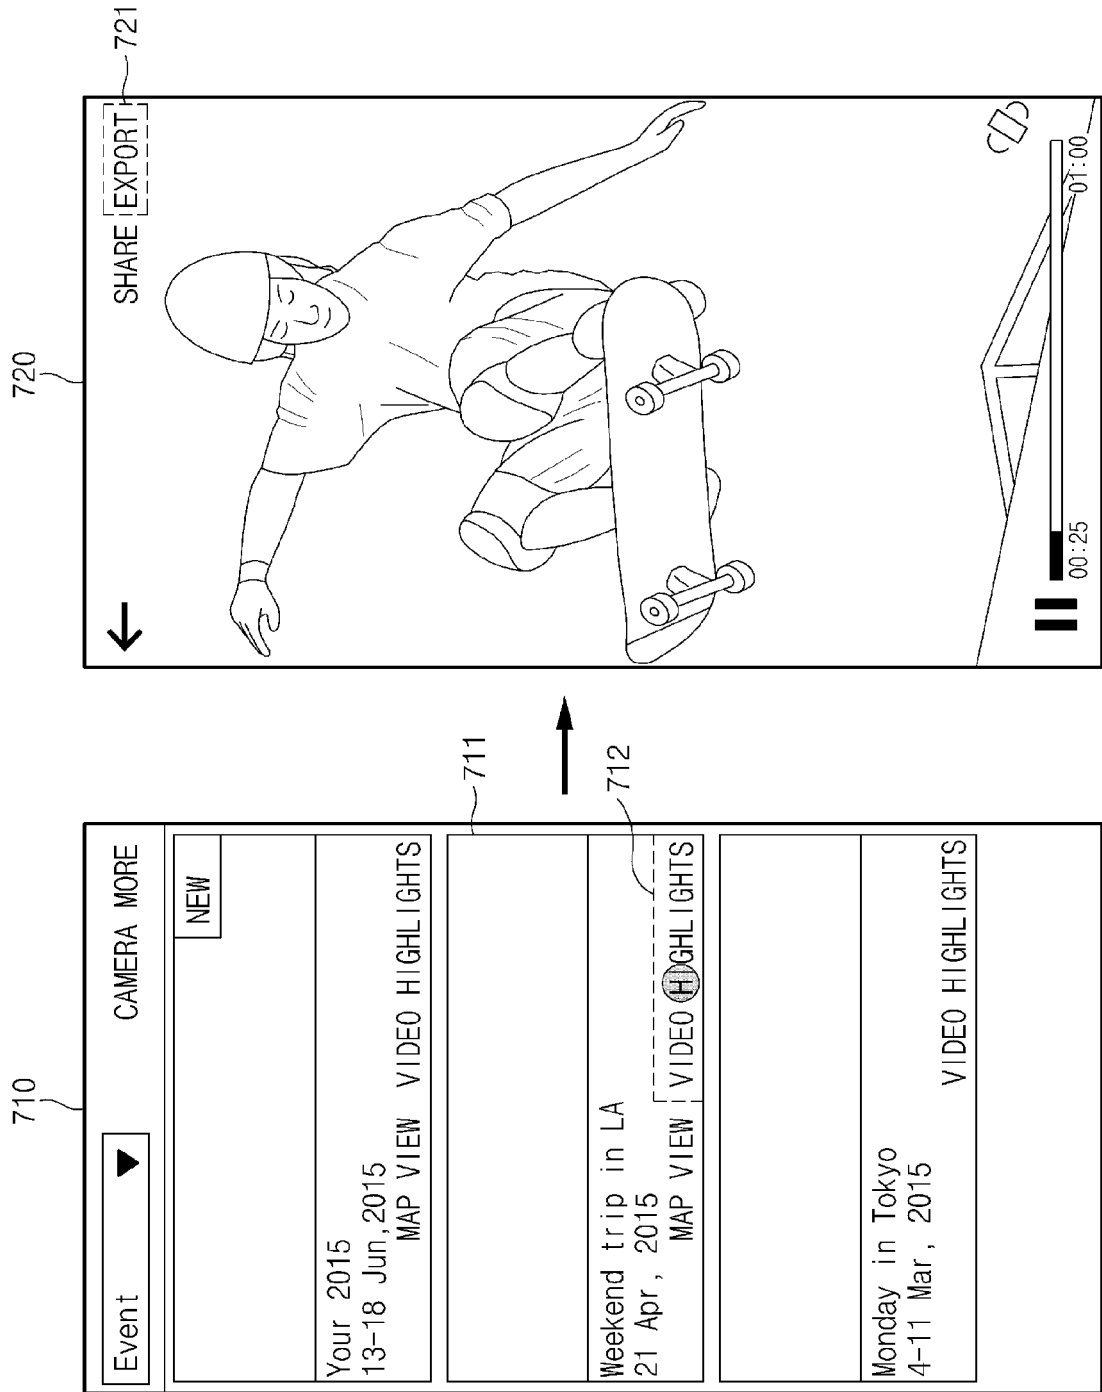 710
Event CAMERA MORE
NEW
Your 2015
13-18 Jun,2015
MAP VIEW VIDEO HIGHLIGHTS
711
Weekend trip in LA
21 Apr, 2015
712
MAP VIEW VIDEO HIGHLIGHTS
Monday in Tokyo
4-11 Mar, 2015
VIDEO HIGHLIGHTS
720
SHARE EXPORT
721
00:25
01:00